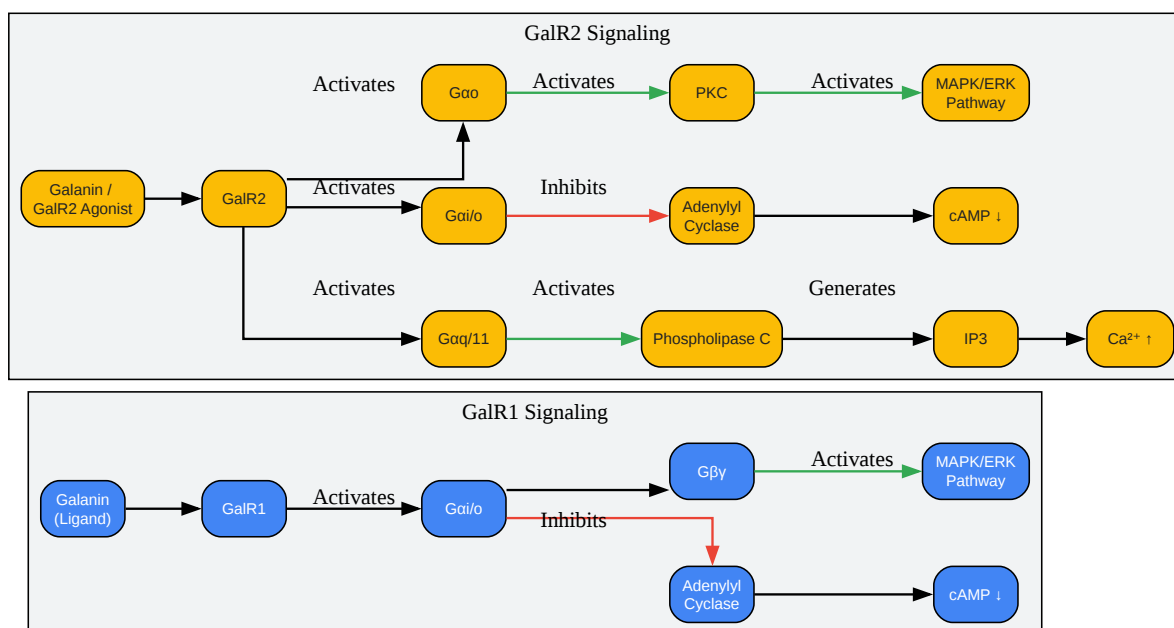 GalR2 Signaling
Activates
Gαo
Activates
PKC
Activates
MAPK/ERK
Pathway
Galanin /
GalR2 Agonist
GalR2
Activates
Gαi/o
Inhibits
Adenylyl
Cyclase
cAMP ↓
Activates
Gαq/11
Activates
Phospholipase C
Generates
IP3
Ca²⁺ ↑
GalR1 Signaling
Galanin
(Ligand)
GalR1
Activates
Gαi/o
Gβγ
Activates
MAPK/ERK
Pathway
Inhibits
Adenylyl
Cyclase
cAMP ↓